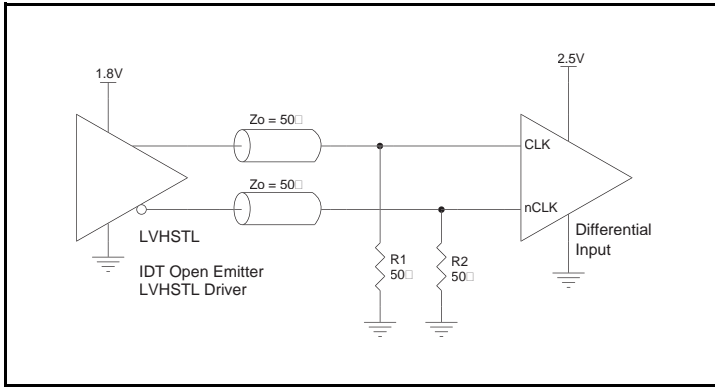 1.8V
2.5V
Zo = 50□
CLK
Zo = 50□
nCLK
LVHSTL
IDT Open Emitter
LVHSTL Driver
R1
50□
R2
50□
Differential
Input